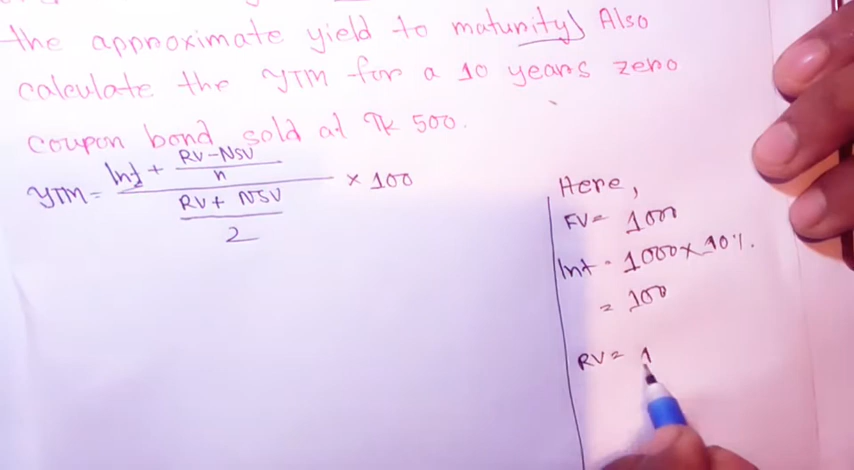 the approximate yield to maturity) Also
calculate the YTM for a 10 years zero
coupon bond sold at Tk 500.
YTM = Int + RV-NSV / n
RV + NSV / 2
× 100
Here,
FV = 1000
Int = 1000 × 10%.
= 100
RV = 1